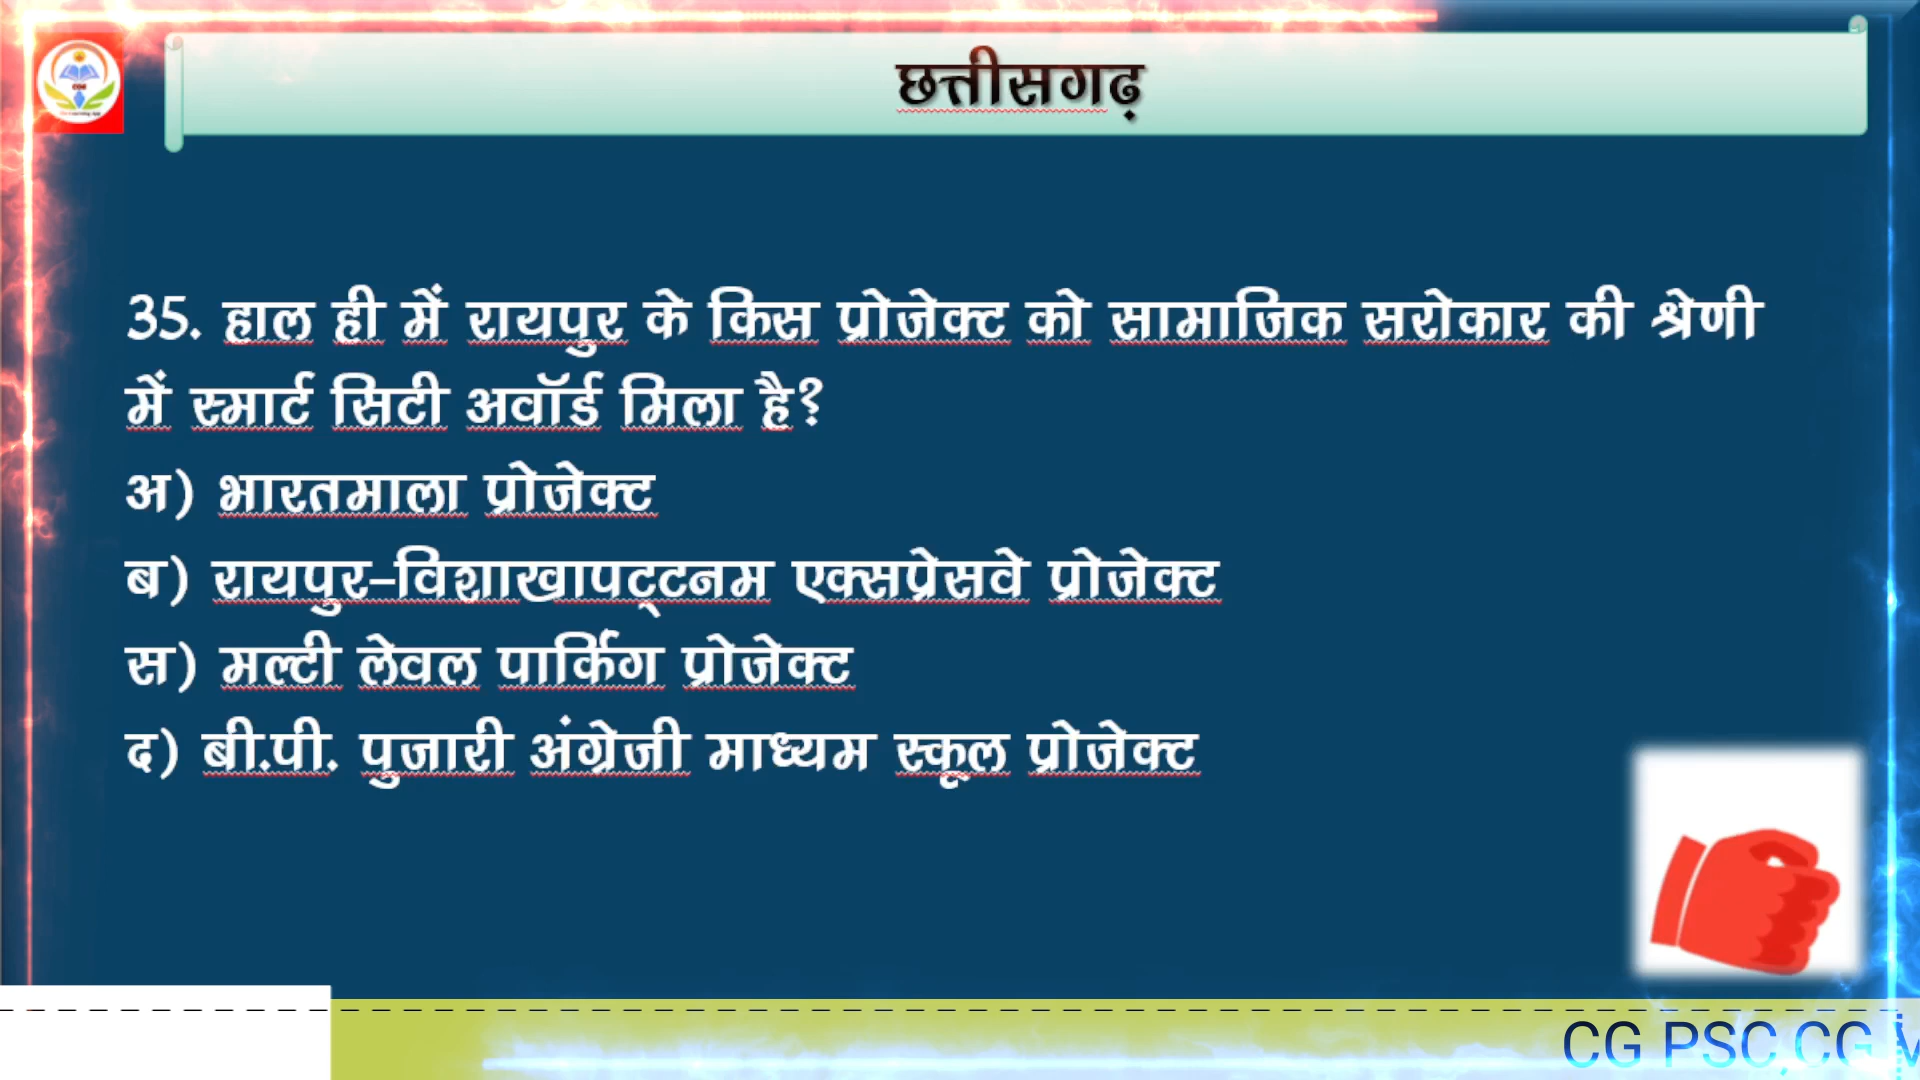 छत्तीसगढ़
35. हाल ही में रायपुर के किस प्रोजेक्ट को सामाजिक सरोकार की श्रेणी
में स्मार्ट सिटी अवॉर्ड मिला है?
अ) भारतमाला प्रोजेक्ट
ब) रायपुर-विशाखापट्टनम एक्सप्रेसवे प्रोजेक्ट
स) मल्टी लेवल पार्किंग प्रोजेक्ट
द) बी.पी. पुजारी अंग्रेजी माध्यम स्कूल प्रोजेक्ट
CG PSC,CG